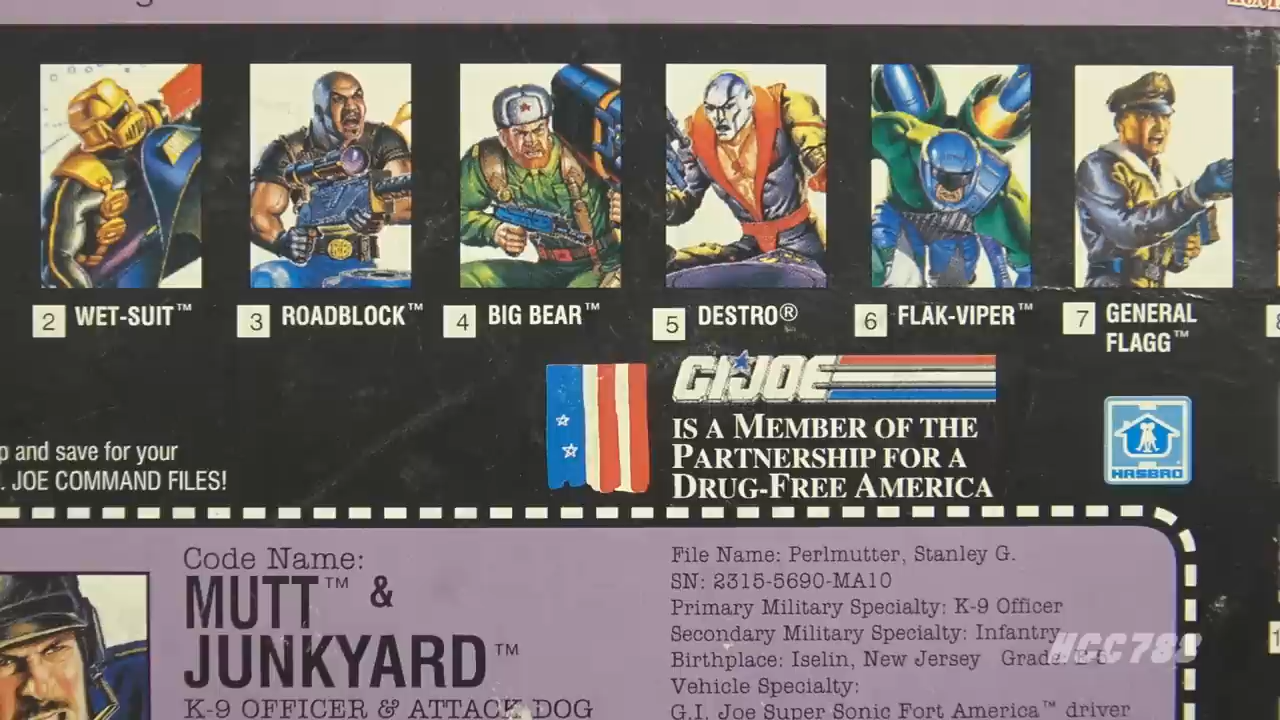 2 WET-SUIT™
3 ROADBLOCK™
4 BIG BEAR™
5 DESTRO®
6 FLAK-VIPER™
7 GENERAL FLAGG™
p and save for your
. JOE COMMAND FILES!
G.I. JOE
IS A MEMBER OF THE
PARTNERSHIP FOR A
DRUG-FREE AMERICA
HASBRO
Code Name:
MUTT™ &
JUNKYARD™
K-9 OFFICER & ATTACK DOG
File Name: Perlmutter, Stanley G.
SN: 2315-5690-MA10
Primary Military Specialty: K-9 Officer
Secondary Military Specialty: Infantry
Birthplace: Iselin, New Jersey Grade:
Vehicle Specialty:
G.I. Joe Super Sonic Fort America™ driver
HCC788